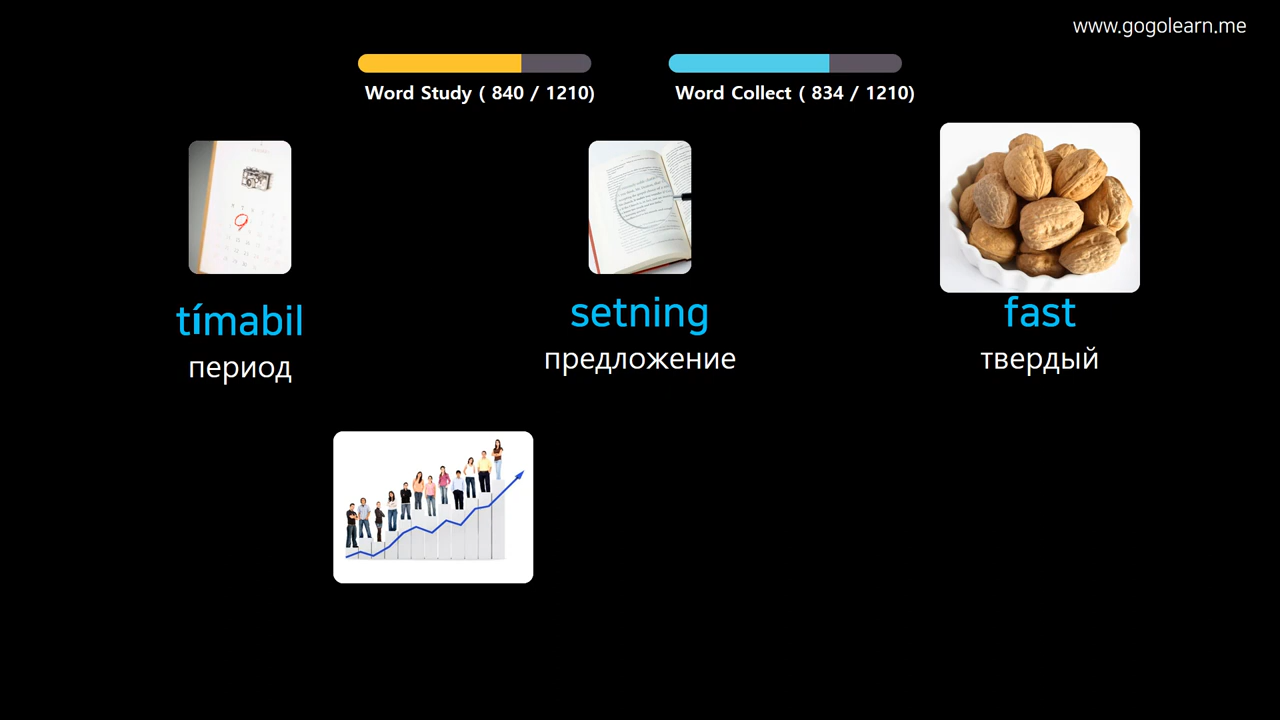 www.gogolearn.me
Word Study ( 840 / 1210)
Word Collect ( 834 / 1210)
tímabil
период
setning
предложение
fast
твердый